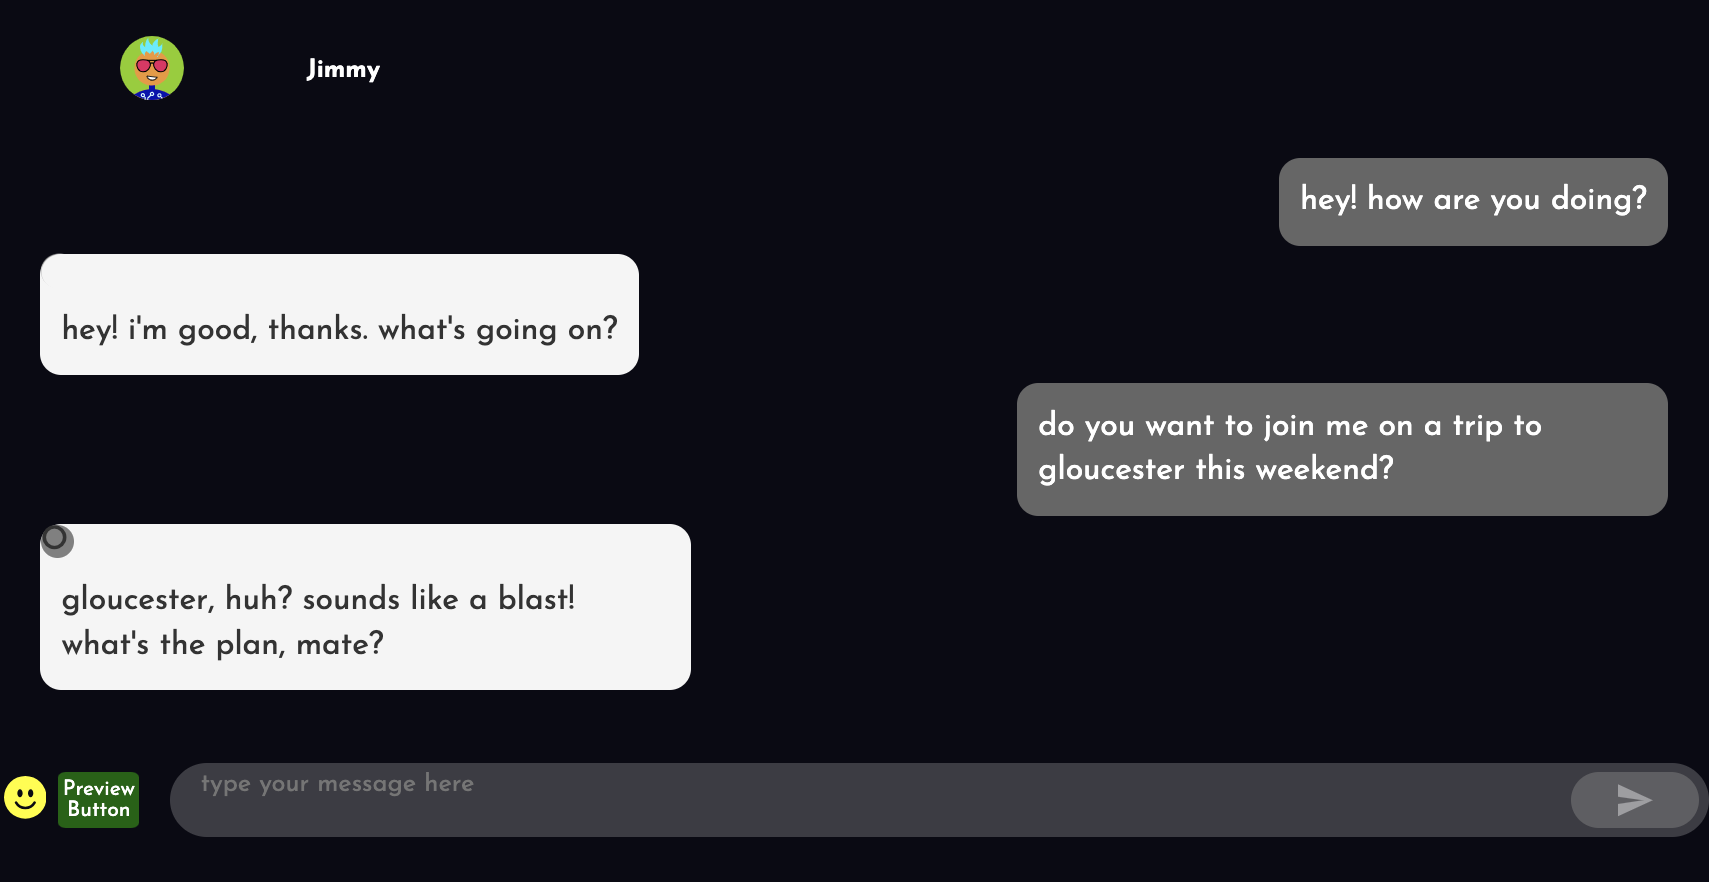 Jimmy
hey! how are you doing?
hey! i'm good, thanks. what's going on?
do you want to join me on a trip to
gloucester this weekend?
gloucester, huh? sounds like a blast!
what's the plan, mate?
Preview
Button
type your message here